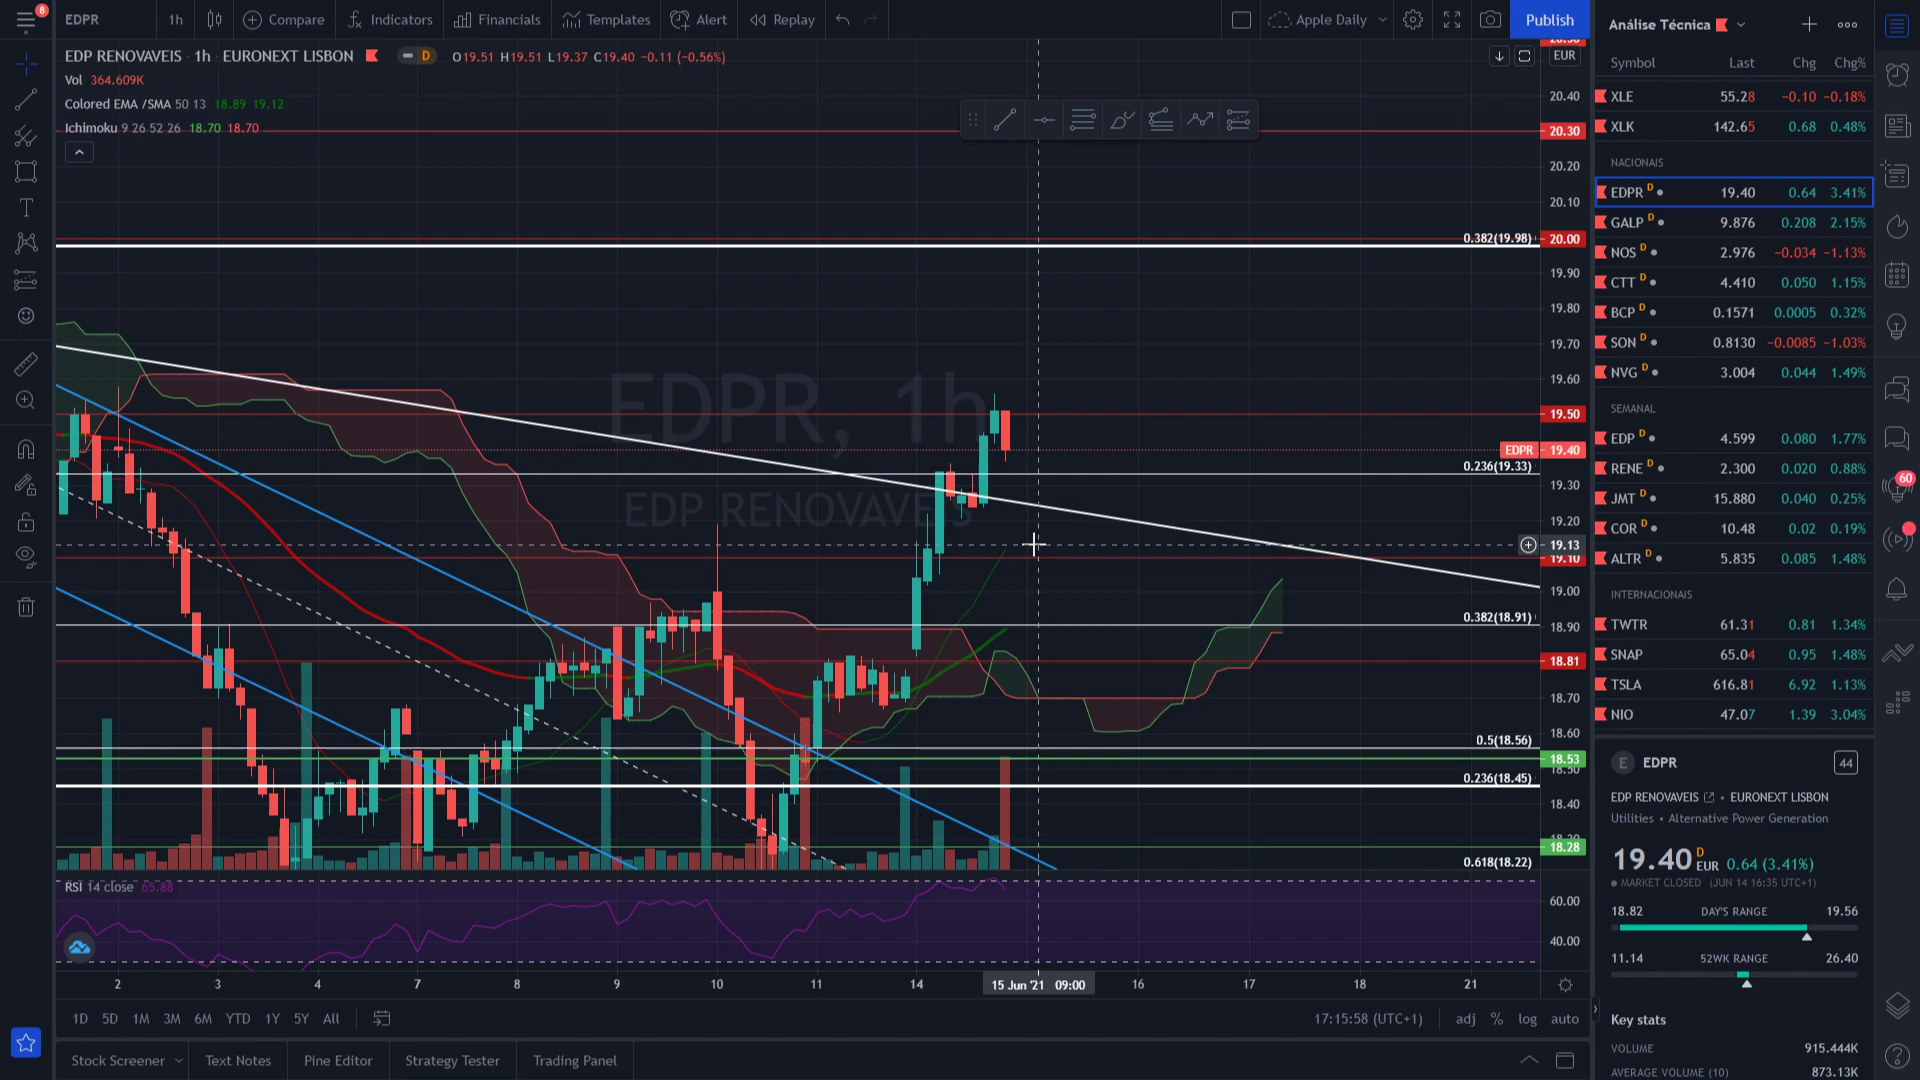 8
EDPR
1h
Compare
Indicators
Financials
Templates
Alert
Replay
Apple Daily
Publish
EDP RENOVAVEIS · 1h · EURONEXT LISBON
D
O19.51 H19.51 L19.37 C19.40 −0.11 (−0.56%)
Vol 364.609K
Colored EMA /SMA 50 13 18.89 19.12
Ichimoku 9 26 52 26 18.70 18.70
EDPR, 1h
EDP RENOVAVEIS
EUR
20.40
20.30
20.20
20.10
0.382(19.98)
20.00
19.90
19.80
19.70
19.60
19.50
EDPR 19.40
0.236(19.33)
19.30
19.20
19.13
19.10
19.00
0.382(18.91)
18.90
18.81
18.70
18.60
0.5(18.56)
18.53
18.50
0.236(18.45)
18.40
18.28
0.618(18.22)
RSI 14 close 65.88
60.00
40.00
2 3 4 7 8 9 10 11 14 15 Jun '21 09:00 16 17 18 21
1D 5D 1M 3M 6M YTD 1Y 5Y All
17:15:58 (UTC+1)
adj % log auto
Stock Screener
Text Notes
Pine Editor
Strategy Tester
Trading Panel
Análise Técnica
Symbol Last Chg Chg%
XLE 55.28 −0.10 −0.18%
XLK 142.65 0.68 0.48%
NACIONAIS
EDPR D 19.40 0.64 3.41%
GALP D 9.876 0.208 2.15%
NOS D 2.976 −0.034 −1.13%
CTT D 4.410 0.050 1.15%
BCP D 0.1571 0.0005 0.32%
SON D 0.8130 −0.0085 −1.03%
NVG D 3.004 0.044 1.49%
SEMANAL
EDP D 4.599 0.080 1.77%
RENE D 2.300 0.020 0.88%
JMT D 15.880 0.040 0.25%
COR D 10.48 0.02 0.19%
ALTR D 5.835 0.085 1.48%
INTERNACIONAIS
TWTR 61.31 0.81 1.34%
SNAP 65.04 0.95 1.48%
TSLA 616.81 6.92 1.13%
NIO 47.07 1.39 3.04%
E EDPR 44
EDP RENOVAVEIS • EURONEXT LISBON
Utilities • Alternative Power Generation
19.40 D EUR 0.64 (3.41%)
MARKET CLOSED (JUN 14 16:35 UTC+1)
18.82 DAY'S RANGE 19.56
11.14 52WK RANGE 26.40
Key stats
VOLUME 915.444K
AVERAGE VOLUME (10) 873.13K
60